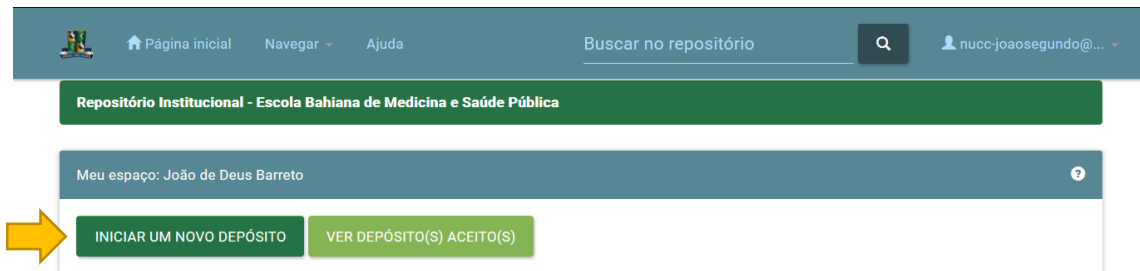 Página inicial Navegar Ajuda Buscar no repositório nucc-joaosegundo@...
Repositório Institucional - Escola Bahiana de Medicina e Saúde Pública
Meu espaço: João de Deus Barreto ?
INICIAR UM NOVO DEPÓSITO VER DEPÓSITO(S) ACEITO(S)